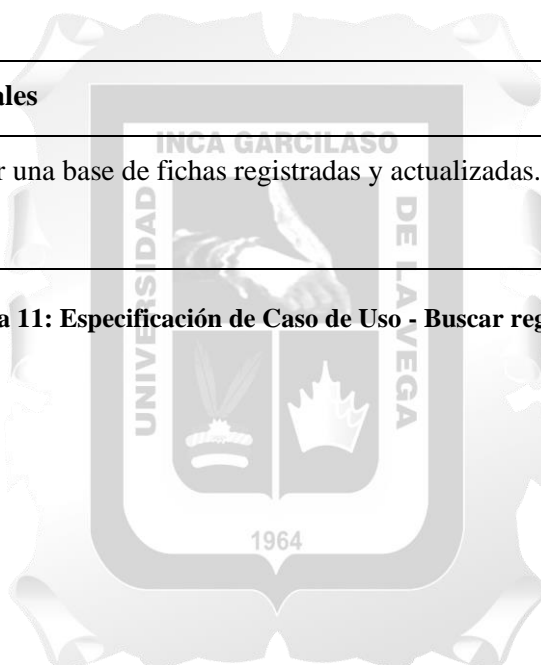 ales
INCA GARCILASO
r una base de fichas registradas y actualizadas.
UNIVERSIDAD
DE LA VEGA
a 11: Especificación de Caso de Uso - Buscar reg
1964